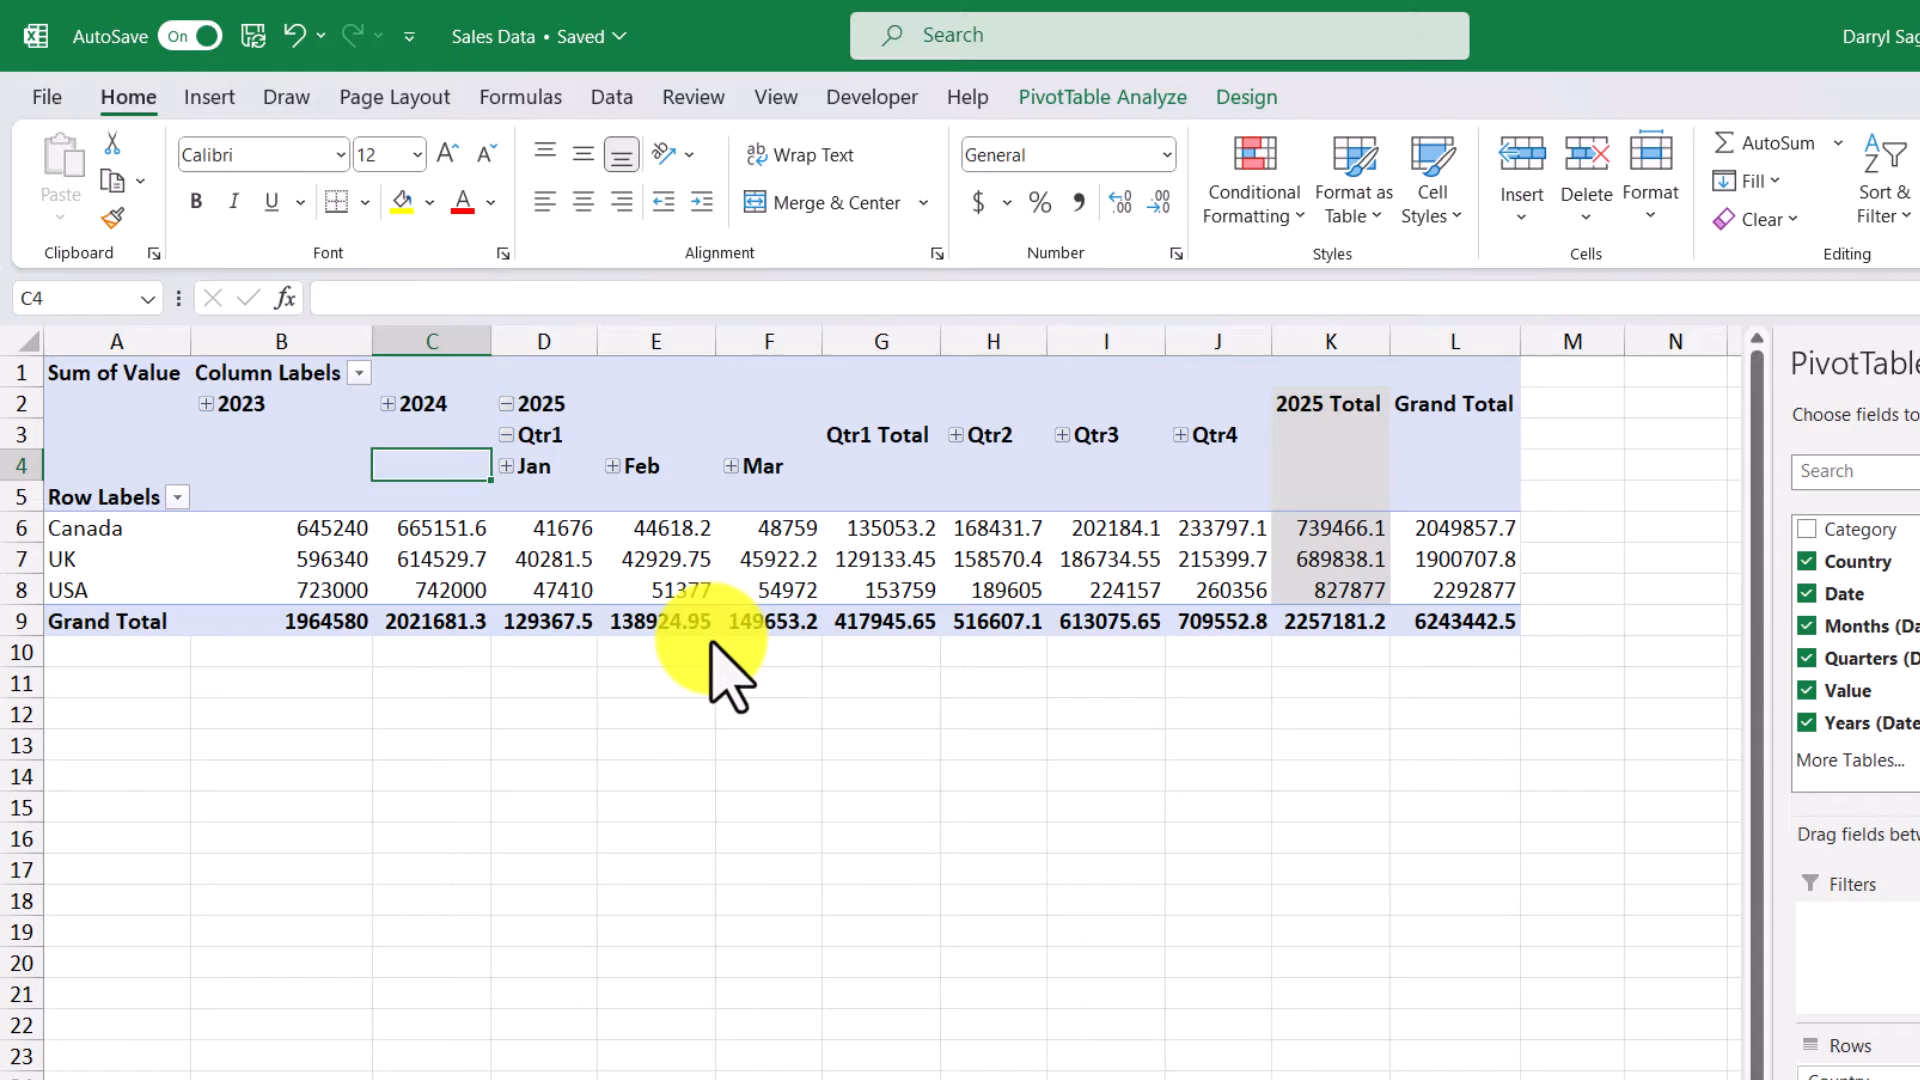 AutoSave On Sales Data • Saved Search Darryl Sag
File Home Insert Draw Page Layout Formulas Data Review View Developer Help PivotTable Analyze Design
Paste
Clipboard
Calibri 12
B I U A
Font
Wrap Text
Merge & Center
Alignment
General
$ % 9
Number
Conditional Formatting
Format as Table
Cell Styles
Styles
Insert Delete Format
Cells
AutoSum
Fill
Clear
Sort & Filter
Editing
C4 fx
A B C D E F G H I J K L M N
1 Sum of Value Column Labels
2 2023 2024 2025 2025 Total Grand Total
3 Qtr1 Qtr1 Total Qtr2 Qtr3 Qtr4
4 Jan Feb Mar
5 Row Labels
6 Canada 645240 665151.6 41676 44618.2 48759 135053.2 168431.7 202184.1 233797.1 739466.1 2049857.7
7 UK 596340 614529.7 40281.5 42929.75 45922.2 129133.45 158570.4 186734.55 215399.7 689838.1 1900707.8
8 USA 723000 742000 47410 51377 54972 153759 189605 224157 260356 827877 2292877
9 Grand Total 1964580 2021681.3 129367.5 138924.95 149653.2 417945.65 516607.1 613075.65 709552.8 2257181.2 6243442.5
10
11
12
13
14
15
16
17
18
19
20
21
22
23
PivotTable
Choose fields to
Search
Category
Country
Date
Months (Da
Quarters (D
Value
Years (Date
More Tables...
Drag fields betw
Filters
Rows